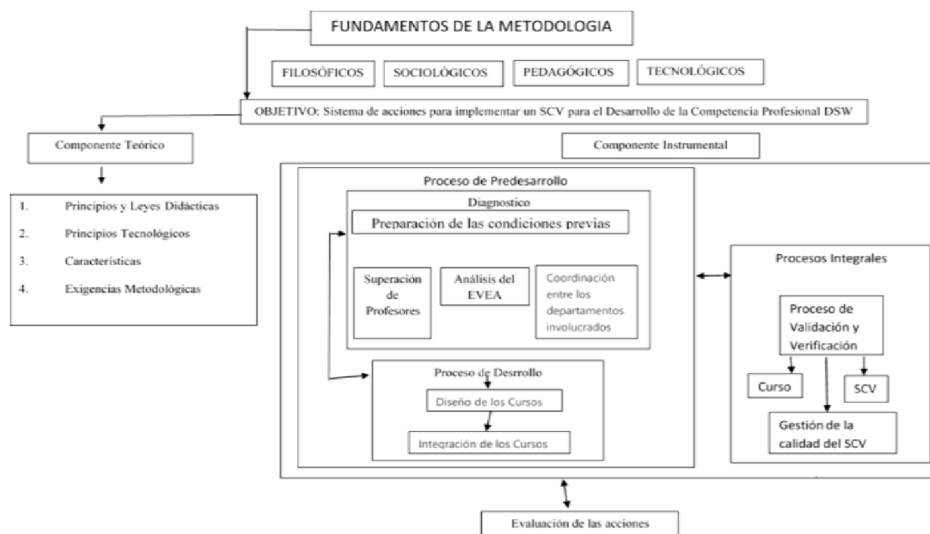 FUNDAMENTOS DE LA METODOLOGIA
FILOSÓFICOS
SOCIOLÓGICOS
PEDAGÓGICOS
TECNOLÓGICOS
OBJETIVO: Sistema de acciones para implementar un SCV para el Desarrollo de la Competencia Profesional DSW
Componente Teórico
1. Principios y Leyes Didácticas
2. Principios Tecnológicos
3. Características
4. Exigencias Metodológicas
Componente Instrumental
Proceso de Predesarrollo
Diagnostico
Preparación de las condiciones previas
Superación
de
Profesores
Análisis del
EVEA
Coordinación
entre los
departamentos
involucrados
Proceso de Desrrollo
Diseño de los Cursos
Integración de los Cursos
Procesos Integrales
Proceso de
Validación y
Verificación
Curso
SCV
Gestión de la
calidad del SCV
Evaluación de las acciones